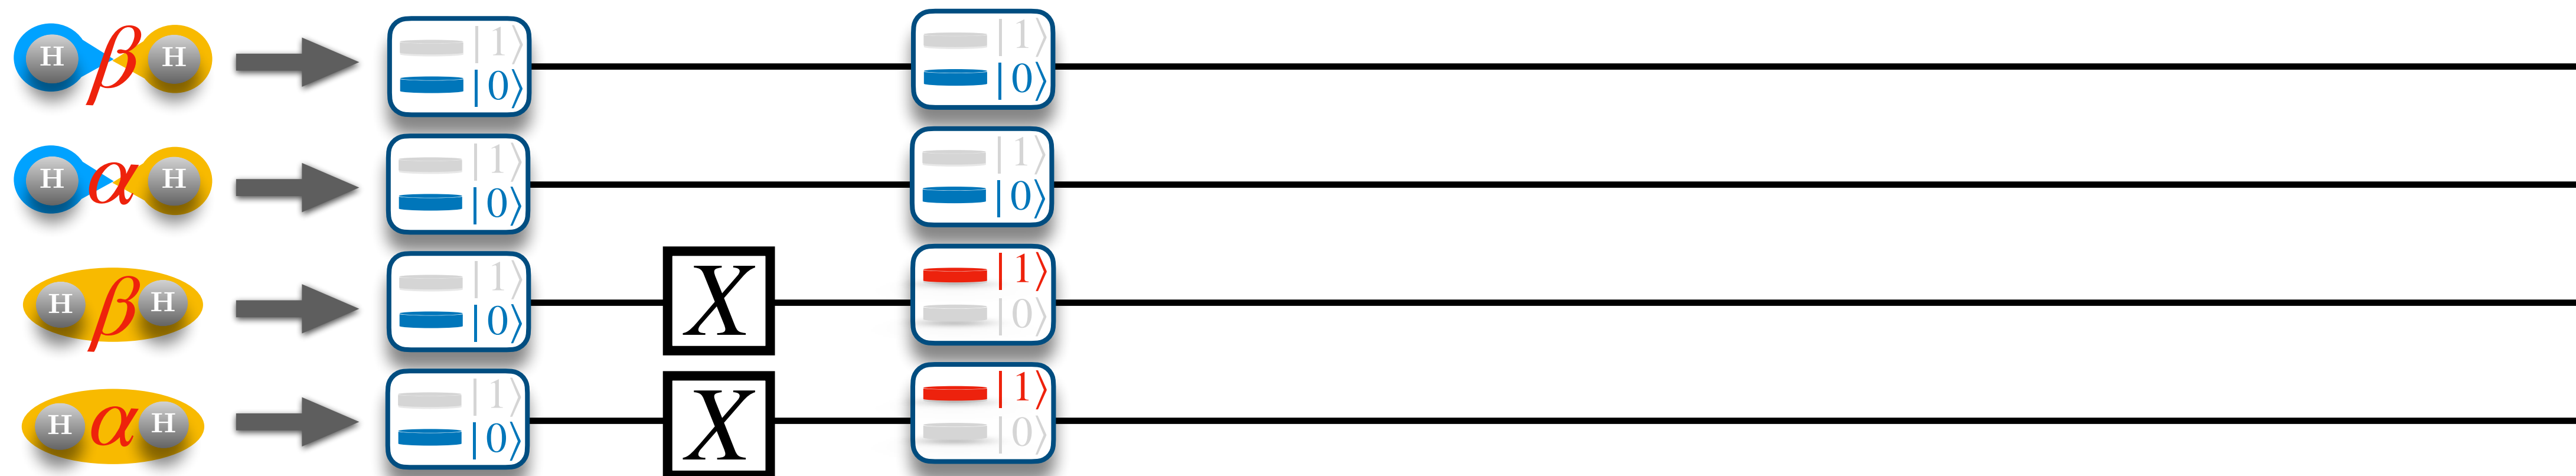 H β H |1⟩ |0⟩ |1⟩ |0⟩
H α H |1⟩ |0⟩ |1⟩ |0⟩
H β H |1⟩ |0⟩ X |1⟩ |0⟩
H α H |1⟩ |0⟩ X |1⟩ |0⟩